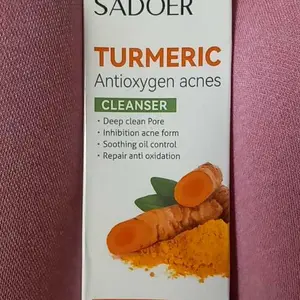 SADOER
TURMERIC
Antioxygen acnes
CLEANSER
• Deep clean Pore
• Inhibition acne form
• Soothing oil control
• Repair anti oxidation